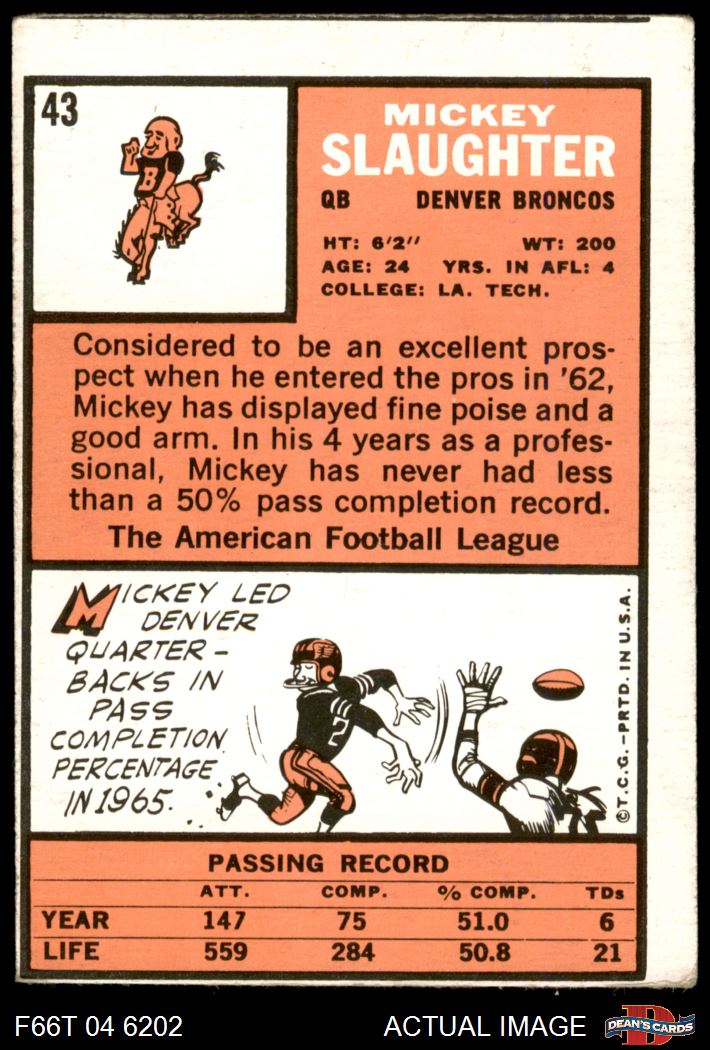 43
MICKEY
SLAUGHTER
QB DENVER BRONCOS
HT: 6'2" WT: 200
AGE: 24 YRS. IN AFL: 4
COLLEGE: LA. TECH.
B
Considered to be an excellent pros-
pect when he entered the pros in '62,
Mickey has displayed fine poise and a
good arm. In his 4 years as a profes-
sional, Mickey has never had less
than a 50% pass completion record.
The American Football League
MICKEY LED
DENVER
QUARTER-
BACKS IN
PASS
COMPLETION
PERCENTAGE
IN 1965.
2
©T.C.G.-PRTD. IN U.S.A.
PASSING RECORD
ATT. COMP. % COMP. TDs
YEAR 147 75 51.0 6
LIFE 559 284 50.8 21
F66T 04 6202 ACTUAL IMAGE
D
DEAN'S CARDS